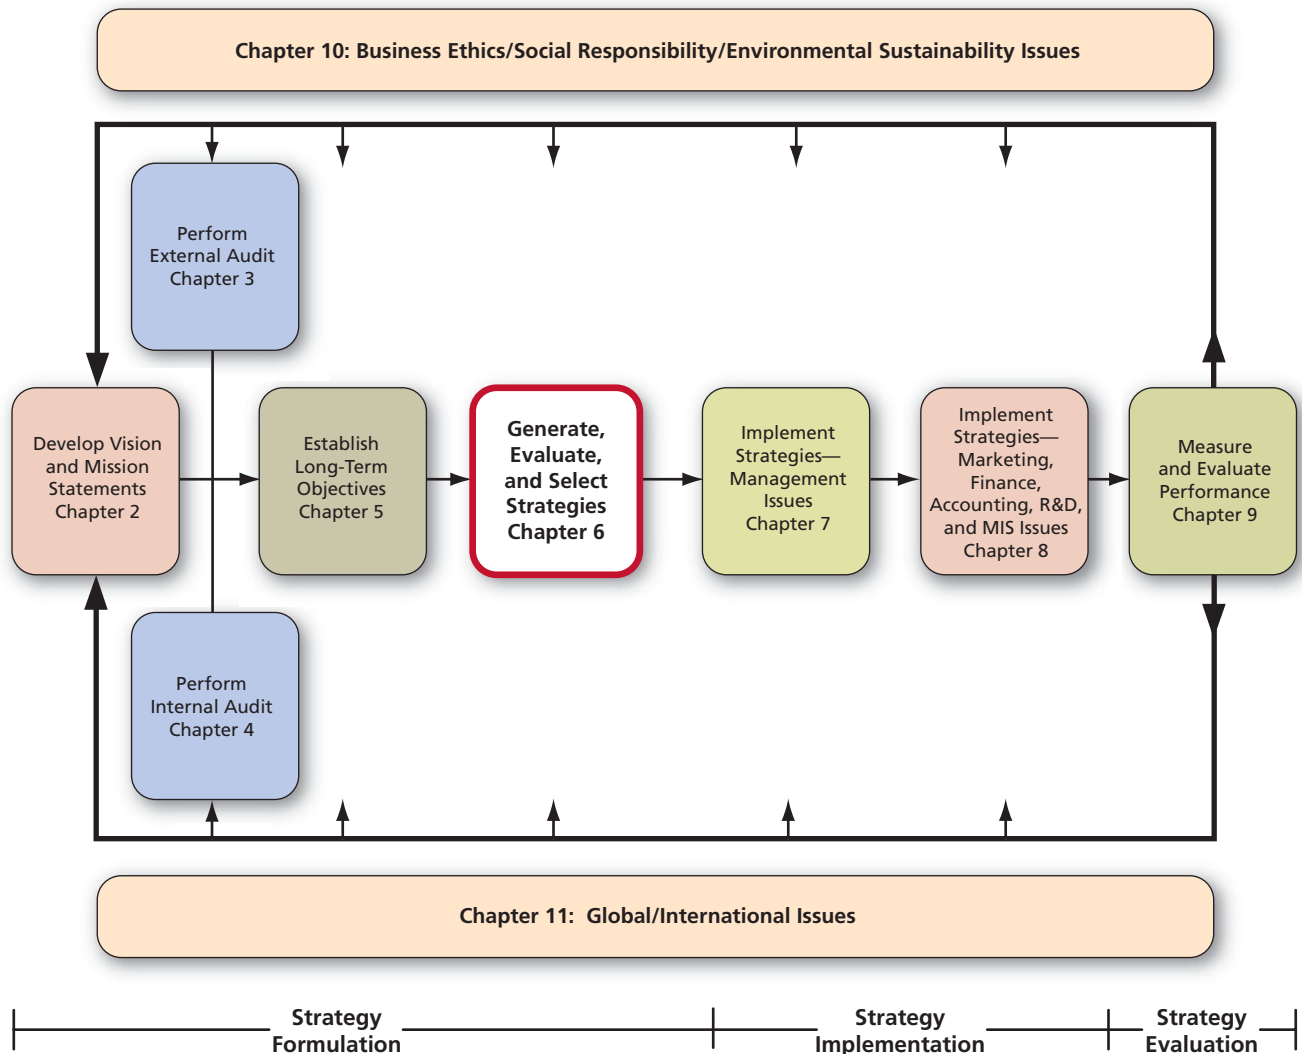 Chapter 10: Business Ethics/Social Responsibility/Environmental Sustainability Issues
Perform
External Audit
Chapter 3
Develop Vision
and Mission
Statements
Chapter 2
Establish
Long-Term
Objectives
Chapter 5
Generate,
Evaluate,
and Select
Strategies
Chapter 6
Implement
Strategies—
Management
Issues
Chapter 7
Implement
Strategies—
Marketing,
Finance,
Accounting, R&D,
and MIS Issues
Chapter 8
Measure
and Evaluate
Performance
Chapter 9
Perform
Internal Audit
Chapter 4
Chapter 11: Global/International Issues
Strategy
Formulation
Strategy
Implementation
Strategy
Evaluation